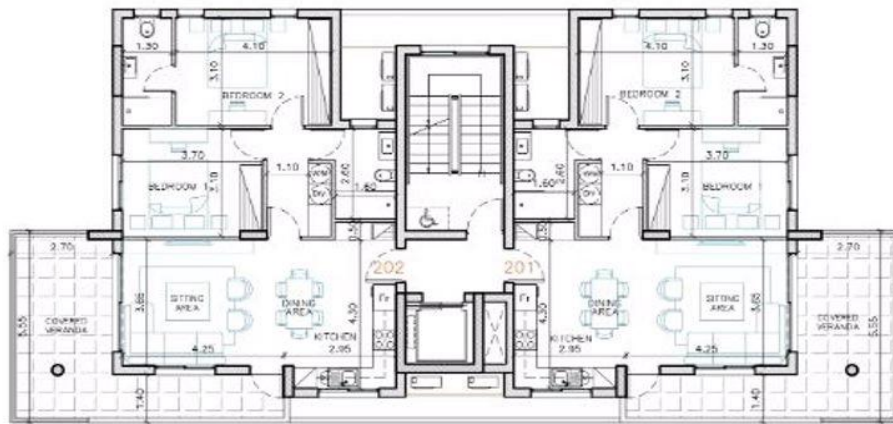 1.30
4.10
3.10
BEDROOM 2
3.70
BEDROOM 1
3.10
1.10
2.60
1.60
WM
Dry
2.70
5.55
COVERED
VERANDA
1.40
3.65
SITTING
AREA
4.25
DINING
AREA
KITCHEN
2.95
4.30
Fr
202
201
4.10
1.30
3.10
BEDROOM 2
2.60
1.60
1.10
WM
Dry
3.70
BEDROOM 1
3.10
Fr
4.30
KITCHEN
2.95
DINING
AREA
SITTING
AREA
3.65
4.25
2.70
COVERED
VERANDA
5.55
1.40